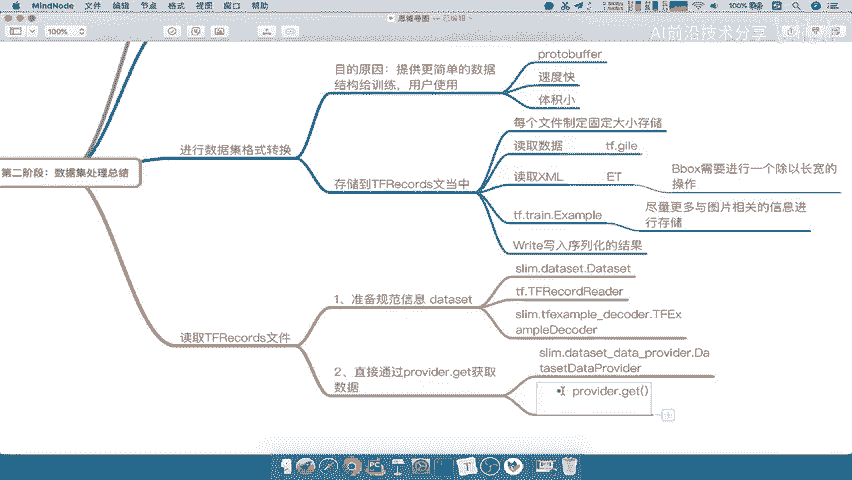 MindNode 文件 编辑 节点 格式 视图 窗口 帮助
100%
思维导图 — 已编辑
100%
AI前沿技术分享
第二阶段：数据集处理总结
进行数据集格式转换
目的原因：提供更简单的数据
结构给训练，用户使用
protobuffer
速度快
体积小
存储到TFRecords文当中
每个文件制定固定大小存储
读取数据 tf.gile
读取XML ET
Bbox需要进行一个除以长宽的
操作
tf.train.Example
尽量更多与图片相关的信息进
行存储
Write写入序列化的结果
读取TFRecords文件
1、准备规范信息 dataset
slim.dataset.Dataset
tf.TFRecordReader
slim.tfexample_decoder.TFEx
ampleDecoder
2、直接通过provider.get获取
数据
slim.dataset_data_provider.Da
tasetDataProvider
• provider.get()